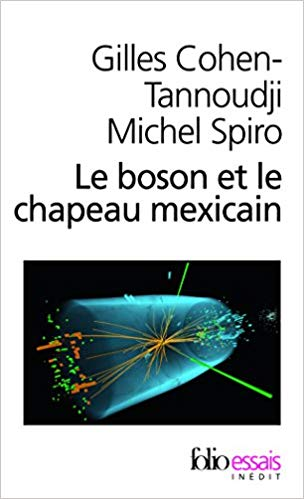 Gilles Cohen-
Tannoudji
Michel Spiro
Le boson et le
chapeau mexicain
folio essais
INÉDIT